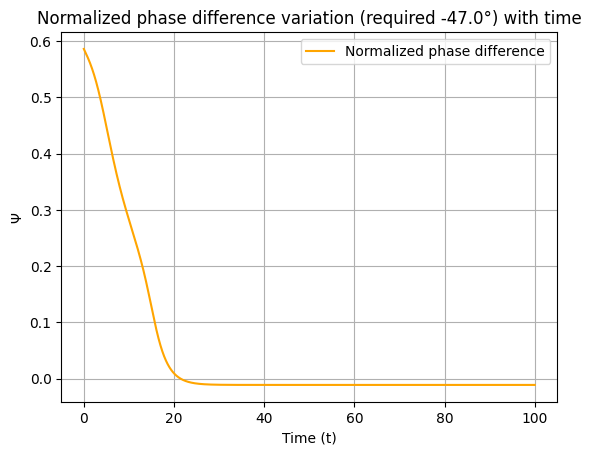 Normalized phase difference variation (required -47.0°) with time
Normalized phase difference
0.6
0.5
0.4
0.3
0.2
0.1
0.0
Ψ
0 20 40 60 80 100
Time (t)